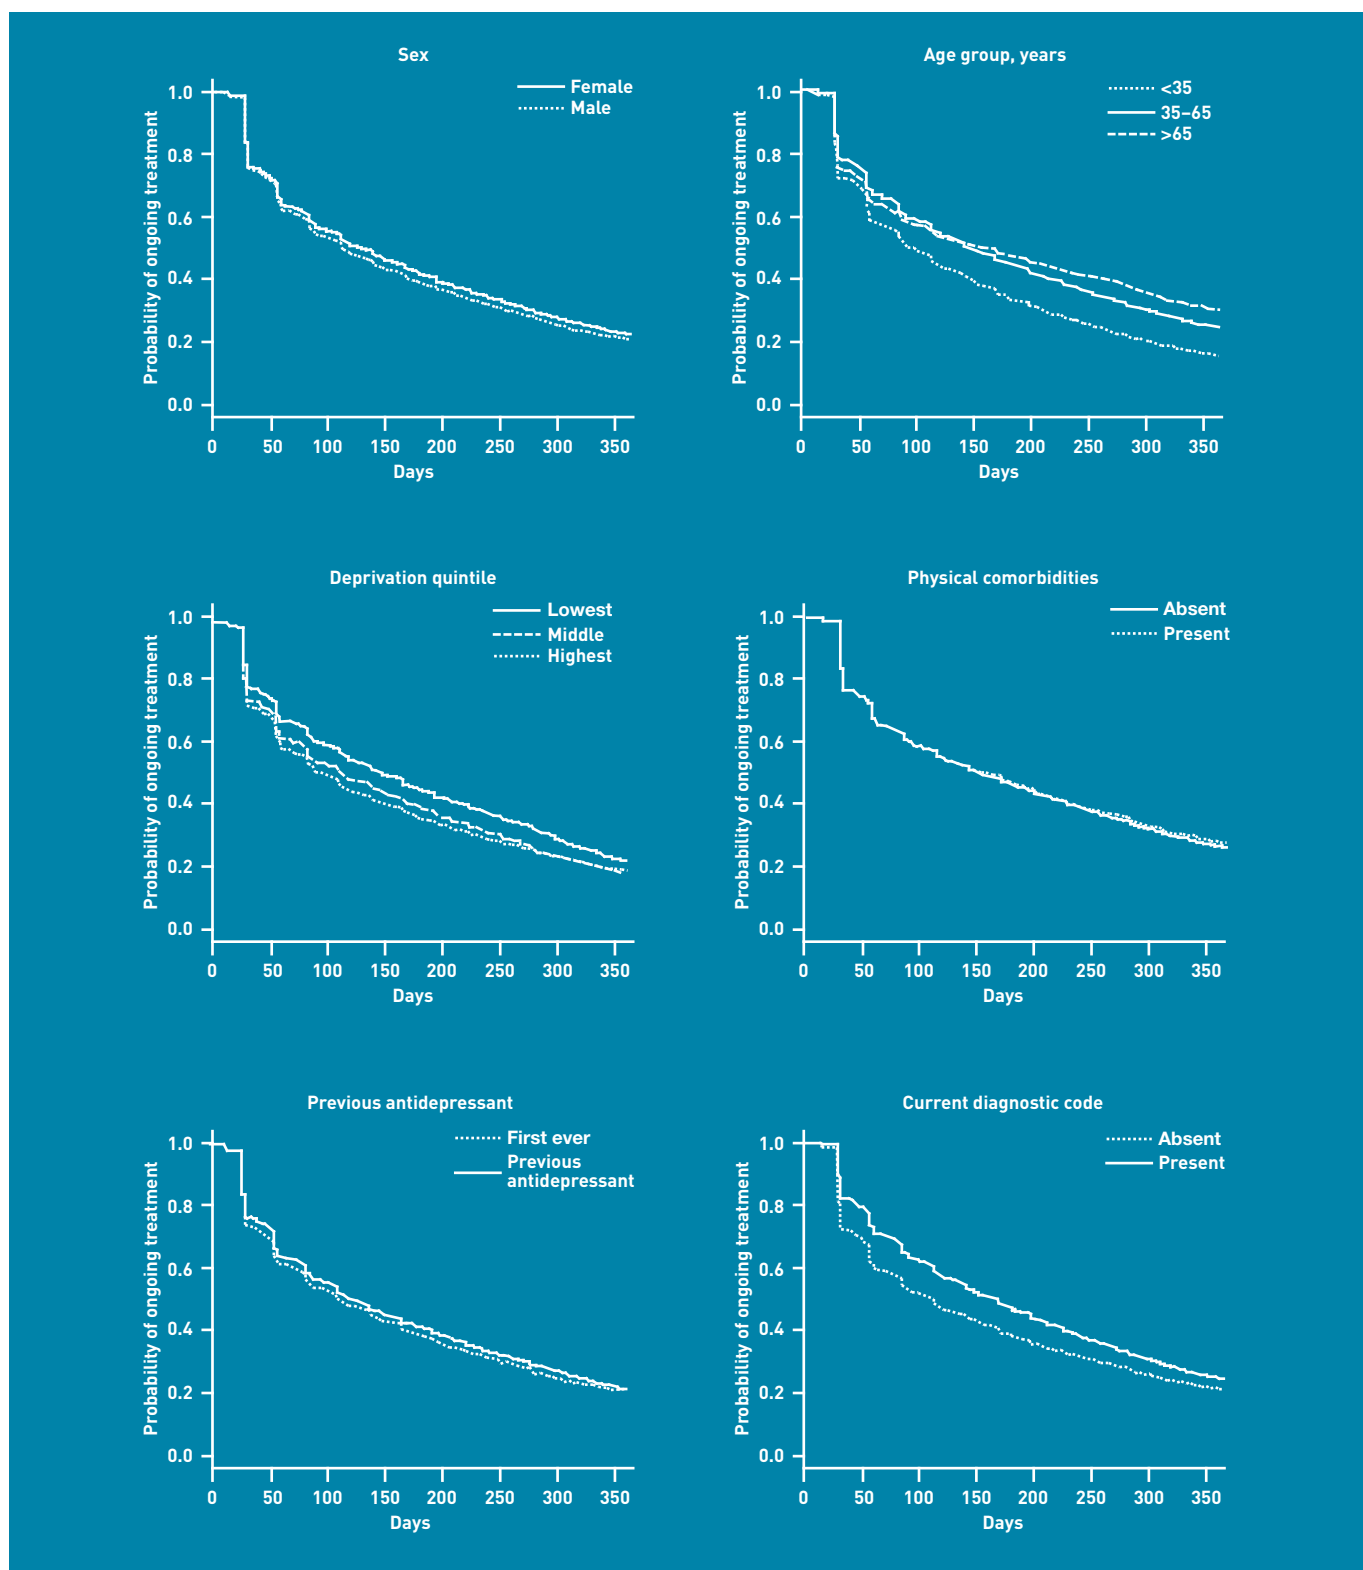 Sex
Female
Male
Probability of ongoing treatment
1.0
0.8
0.6
0.4
0.2
0.0
0 50 100 150 200 250 300 350
Days
Age group, years
<35
35–65
>65
Probability of ongoing treatment
1.0
0.8
0.6
0.4
0.2
0.0
0 50 100 150 200 250 300 350
Days
Deprivation quintile
Lowest
Middle
Highest
Probability of ongoing treatment
1.0
0.8
0.6
0.4
0.2
0.0
0 50 100 150 200 250 300 350
Days
Physical comorbidities
Absent
Present
Probability of ongoing treatment
1.0
0.8
0.6
0.4
0.2
0.0
0 50 100 150 200 250 300 350
Days
Previous antidepressant
First ever
Previous
antidepressant
Probability of ongoing treatment
1.0
0.8
0.6
0.4
0.2
0.0
0 50 100 150 200 250 300 350
Days
Current diagnostic code
Absent
Present
Probability of ongoing treatment
1.0
0.8
0.6
0.4
0.2
0.0
0 50 100 150 200 250 300 350
Days